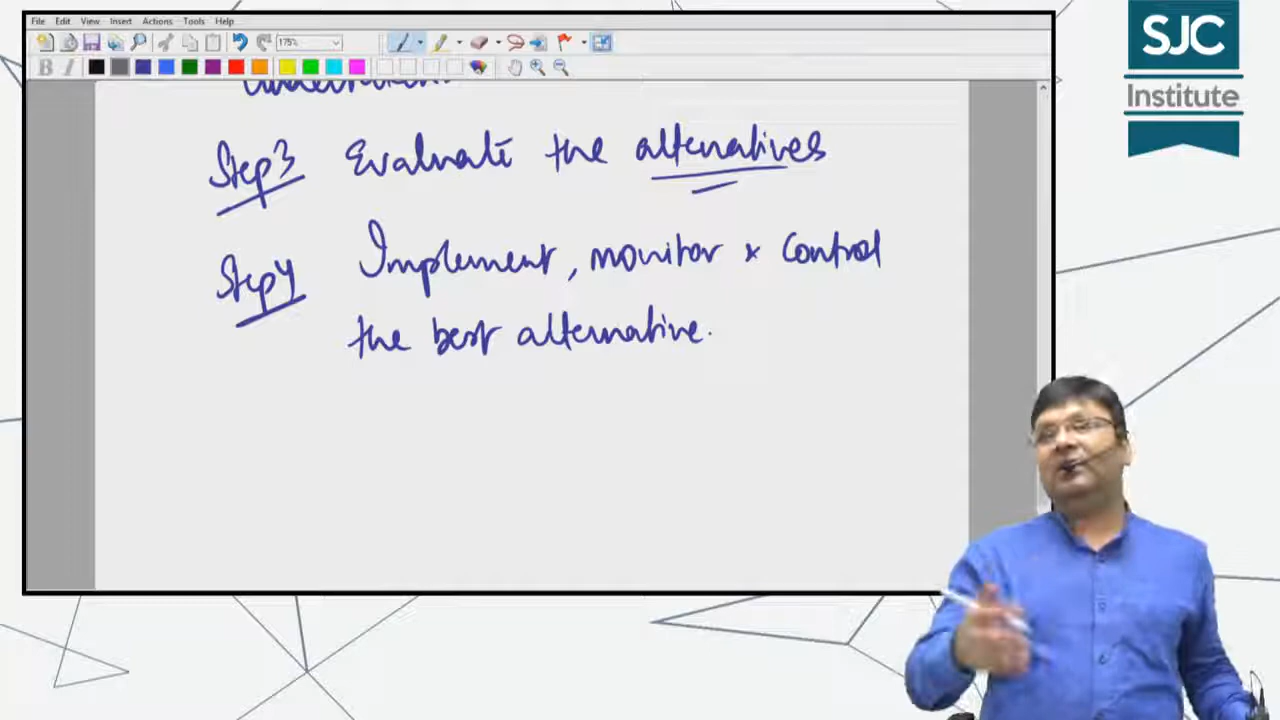 File Edit View Insert Actions Tools Help
175%
B I
Step3 Evaluate the alternatives
Step4 Implement, monitor & control
the best alternative.
SJC
Institute